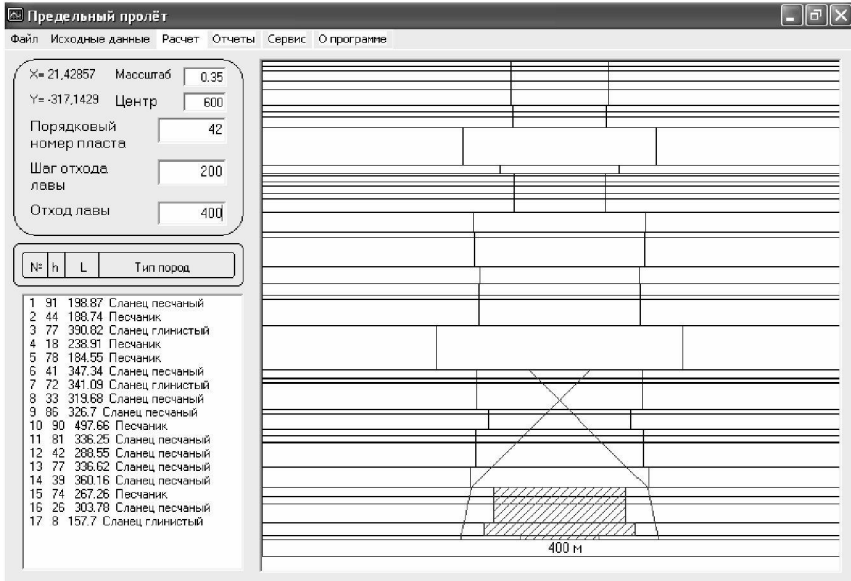 Предельный пролёт
Файл Исходные данные Расчет Отчеты Сервис О программе
X= 21,42857 Масштаб 0.35
Y= -317,1429 Центр 600
Порядковый номер пласта 42
Шаг отхода лавы 200
Отход лавы 400
№ h L Тип пород
1 91 198.87 Сланец песчаный
2 44 188.74 Песчаник
3 77 390.82 Сланец глинистый
4 18 238.91 Песчаник
5 78 184.55 Песчаник
6 41 347.34 Сланец песчаный
7 72 341.09 Сланец глинистый
8 33 319.68 Сланец песчаный
9 86 326.7 Сланец песчаный
10 90 497.66 Песчаник
11 81 336.25 Сланец песчаный
12 42 288.55 Сланец песчаный
13 77 336.62 Сланец песчаный
14 39 360.16 Сланец песчаный
15 74 267.26 Песчаник
16 26 303.78 Сланец песчаный
17 8 157.7 Сланец глинистый
400 м